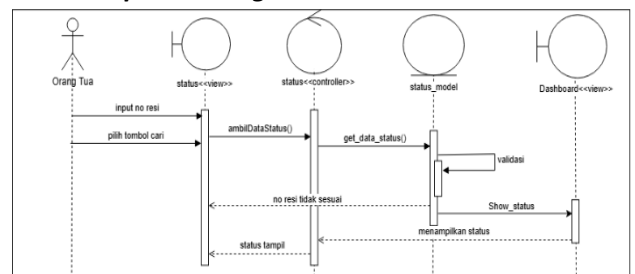 Orang Tua
status<<view>>
status<<controller>>
status_model
Dashboard<<view>>
input no resi
pilih tombol cari
ambilDataStatus()
get_data_status()
validasi
no resi tidak sesuai
Show_status
menampilkan status
status tampil